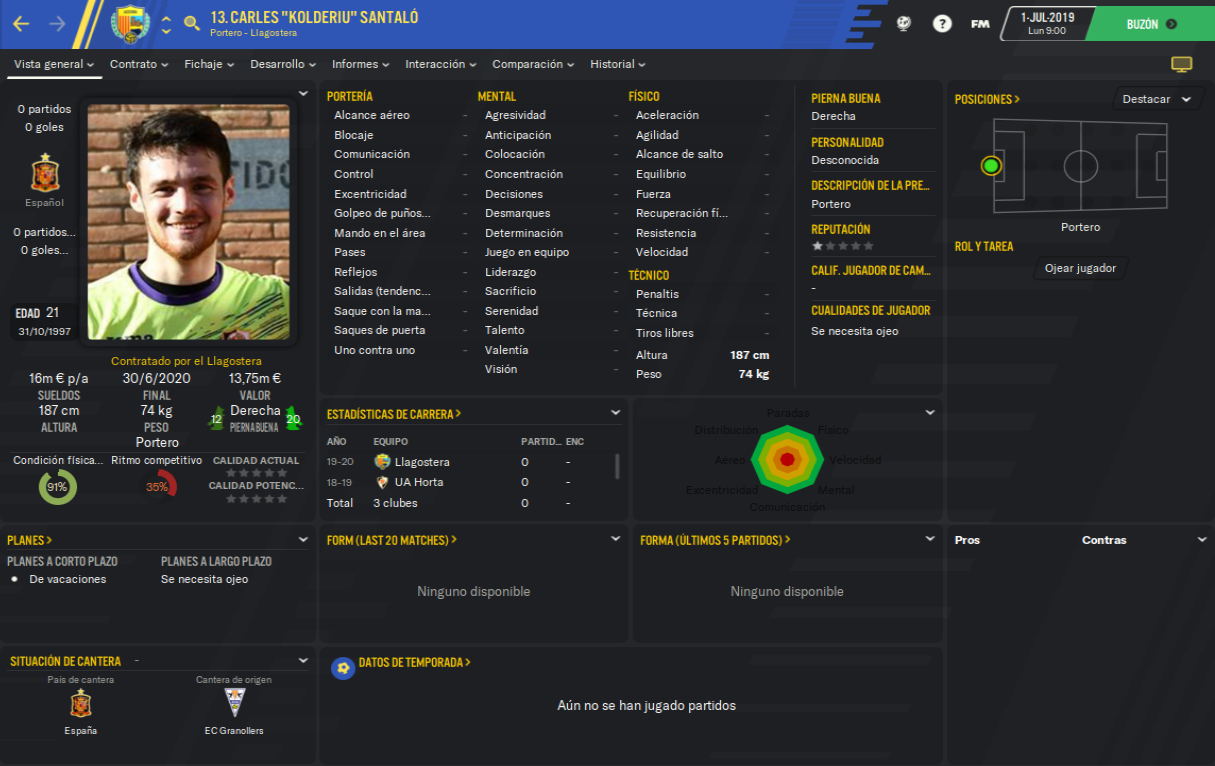 13. CARLES "KOLDERIU" SANTALÓ
Portero - Llagostera
?
FM
1-JUL-2019
Lun 9:00
BUZÓN
Vista general
Contrato
Fichaje
Desarrollo
Informes
Interacción
Comparación
Historial
0 partidos
0 goles
Español
0 partidos...
0 goles...
EDAD 21
31/10/1997
Contratado por el Llagostera
16m € p/a 30/6/2020 13,75m €
SUELDOS FINAL VALOR
187 cm 74 kg 12 Derecha 20
ALTURA PESO PIERNA BUENA
Portero
Condición física... Ritmo competitivo CALIDAD ACTUAL
91% 35%
CALIDAD POTENC...
PORTERÍA
Alcance aéreo -
Blocaje -
Comunicación -
Control -
Excentricidad -
Golpeo de puños... -
Mando en el área -
Pases -
Reflejos -
Salidas (tendenc... -
Saque con la ma... -
Saques de puerta -
Uno contra uno -
MENTAL
Agresividad -
Anticipación -
Colocación -
Concentración -
Decisiones -
Desmarques -
Determinación -
Juego en equipo -
Liderazgo -
Sacrificio -
Serenidad -
Talento -
Valentía -
Visión -
FÍSICO
Aceleración -
Agilidad -
Alcance de salto -
Equilibrio -
Fuerza -
Recuperación fí... -
Resistencia -
Velocidad -
TÉCNICO
Penaltis -
Técnica -
Tiros libres -
Altura 187 cm
Peso 74 kg
PIERNA BUENA
Derecha
PERSONALIDAD
Desconocida
DESCRIPCIÓN DE LA PRE...
Portero
REPUTACIÓN
CALIF. JUGADOR DE CAM...
-
CUALIDADES DE JUGADOR
Se necesita ojeo
POSICIONES >
Destacar
Portero
ROL Y TAREA
Ojear jugador
ESTADÍSTICAS DE CARRERA >
AÑO EQUIPO PARTID... ENC
19-20 Llagostera 0 -
18-19 UA Horta 0 -
Total 3 clubes 0 -
Paradas
Distribución Físico
Aéreo Velocidad
Excentricidad Mental
Comunicación
PLANES >
PLANES A CORTO PLAZO PLANES A LARGO PLAZO
• De vacaciones Se necesita ojeo
FORM (LAST 20 MATCHES) >
Ninguno disponible
FORMA (ÚLTIMOS 5 PARTIDOS) >
Ninguno disponible
Pros Contras
SITUACIÓN DE CANTERA -
País de cantera Cantera de origen
España EC Granollers
DATOS DE TEMPORADA >
Aún no se han jugado partidos